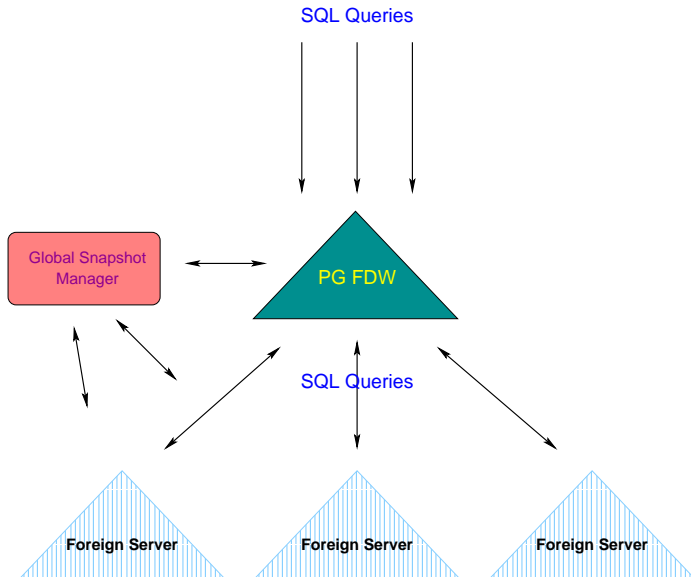 SQL Queries
Global Snapshot
Manager
PG FDW
SQL Queries
Foreign Server
Foreign Server
Foreign Server